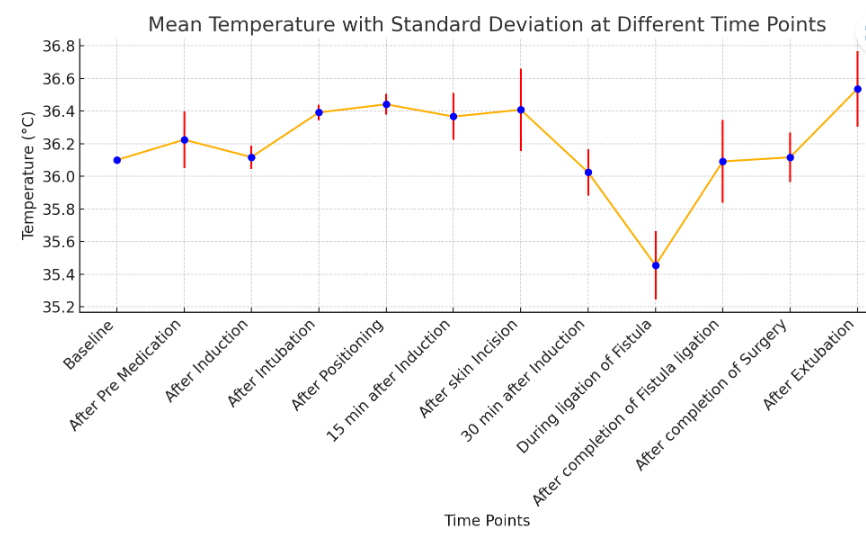 Mean Temperature with Standard Deviation at Different Time Points
Temperature (°C)
36.8
36.6
36.4
36.2
36.0
35.8
35.6
35.4
35.2
Baseline
After Pre Medication
After Induction
After Intubation
After Positioning
15 min after Induction
After skin Incision
30 min after Induction
During ligation of Fistula
After completion of Fistula ligation
After completion of Surgery
After Extubation
Time Points